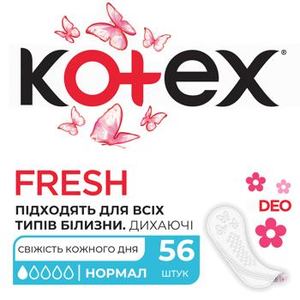 kotex®
FRESH
ПІДХОДЯТЬ ДЛЯ ВСІХ
ТИПІВ БІЛИЗНИ. ДИХАЮЧІ
СВІЖІСТЬ КОЖНОГО ДНЯ
НОРМАЛ
56
ШТУК
DEO